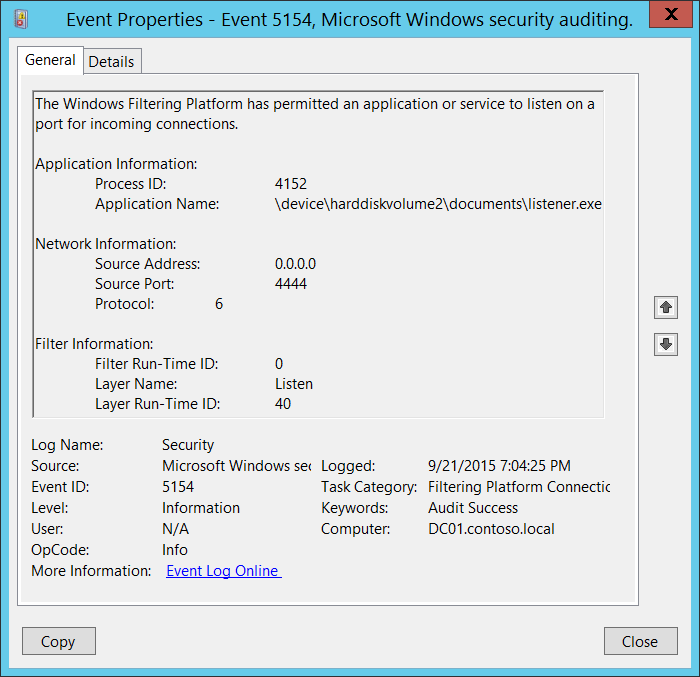 Event Properties - Event 5154, Microsoft Windows security auditing.
General Details
The Windows Filtering Platform has permitted an application or service to listen on a
port for incoming connections.
Application Information:
Process ID: 4152
Application Name: \device\harddiskvolume2\documents\listener.exe
Network Information:
Source Address: 0.0.0.0
Source Port: 4444
Protocol: 6
Filter Information:
Filter Run-Time ID: 0
Layer Name: Listen
Layer Run-Time ID: 40
Log Name: Security
Source: Microsoft Windows sec Logged: 9/21/2015 7:04:25 PM
Event ID: 5154 Task Category: Filtering Platform Connectic
Level: Information Keywords: Audit Success
User: N/A Computer: DC01.contoso.local
OpCode: Info
More Information: Event Log Online
Copy Close